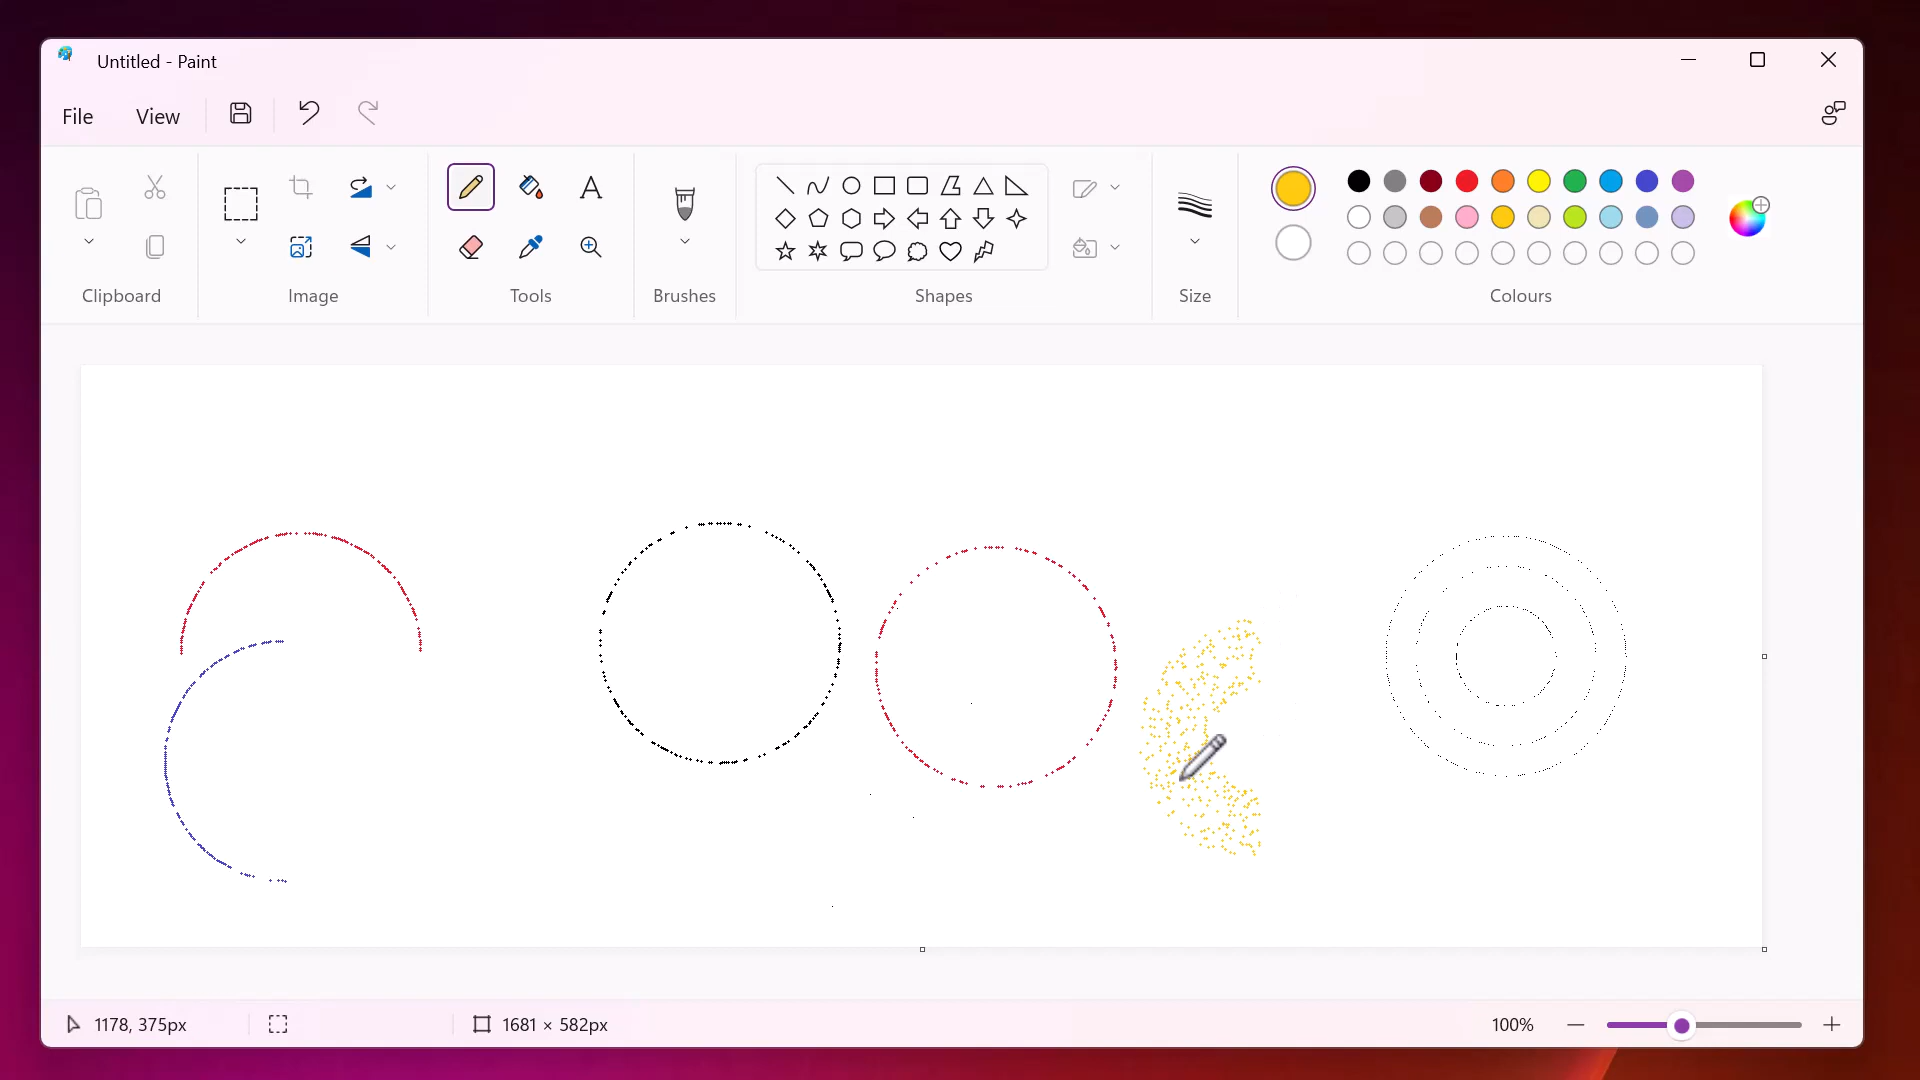 Untitled - Paint
File View
Clipboard Image Tools Brushes Shapes Size Colours
1178, 375px 1681 × 582px 100%